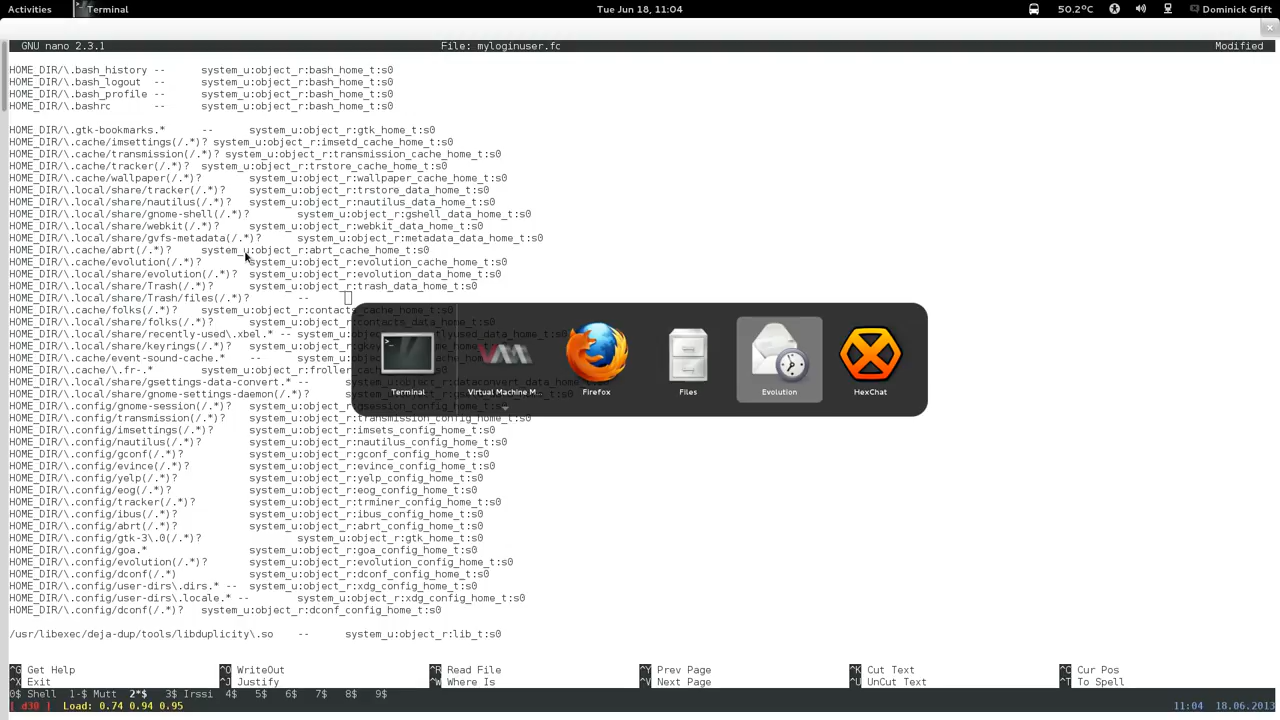 Activities Terminal Tue Jun 18, 11:04 50.2°C Dominick Grift
GNU nano 2.3.1 File: myloginuser.fc Modified
HOME_DIR/\.bash_history -- system_u:object_r:bash_home_t:s0
HOME_DIR/\.bash_logout -- system_u:object_r:bash_home_t:s0
HOME_DIR/\.bash_profile -- system_u:object_r:bash_home_t:s0
HOME_DIR/\.bashrc -- system_u:object_r:bash_home_t:s0
HOME_DIR/\.gtk-bookmarks.* -- system_u:object_r:gtk_home_t:s0
HOME_DIR/\.cache/imsettings(/.*)? system_u:object_r:imsetd_cache_home_t:s0
HOME_DIR/\.cache/transmission(/.*)? system_u:object_r:transmission_cache_home_t:s0
HOME_DIR/\.cache/tracker(/.*)? system_u:object_r:trstore_cache_home_t:s0
HOME_DIR/\.cache/wallpaper(/.*)? system_u:object_r:wallpaper_cache_home_t:s0
HOME_DIR/\.local/share/tracker(/.*)? system_u:object_r:trstore_data_home_t:s0
HOME_DIR/\.local/share/nautilus(/.*)? system_u:object_r:nautilus_data_home_t:s0
HOME_DIR/\.local/share/gnome-shell(/.*)? system_u:object_r:gshell_data_home_t:s0
HOME_DIR/\.local/share/webkit(/.*)? system_u:object_r:webkit_data_home_t:s0
HOME_DIR/\.local/share/gvfs-metadata(/.*)? system_u:object_r:metadata_data_home_t:s0
HOME_DIR/\.cache/abrt(/.*)? system_u:object_r:abrt_cache_home_t:s0
HOME_DIR/\.cache/evolution(/.*)? system_u:object_r:evolution_cache_home_t:s0
HOME_DIR/\.local/share/evolution(/.*)? system_u:object_r:evolution_data_home_t:s0
HOME_DIR/\.local/share/Trash(/.*)? system_u:object_r:trash_data_home_t:s0
HOME_DIR/\.local/share/Trash/files(/.*)? --
HOME_DIR/\.cache/folks(/.*)? system_u:object_r:contacts_cache_home_t:s0
HOME_DIR/\.local/share/folks(/.*)? system_u:object_r:contacts_data_home_t:s0
HOME_DIR/\.local/share/recently-used\.xbel.* -- system_u:object_r:recentlyused_data_home_t:s0
HOME_DIR/\.local/share/keyrings(/.*)? system_u:object_r:
HOME_DIR/\.cache/event-sound-cache.* --
HOME_DIR/\.cache/\.fr-.* system_u:object_r:froller
HOME_DIR/\.local/share/gsettings-data-convert.* -- system_u:object_r:dataconvert_data_home_t:s0
HOME_DIR/\.local/share/gnome-settings-daemon(/.*)?
HOME_DIR/\.config/gnome-session(/.*)? system_u:object_r:gsession_config_home_t:s0
HOME_DIR/\.config/transmission(/.*)? system_u:object_r:transmission_config_home_t:s0
HOME_DIR/\.config/imsettings(/.*)? system_u:object_r:imsets_config_home_t:s0
HOME_DIR/\.config/nautilus(/.*)? system_u:object_r:nautilus_config_home_t:s0
HOME_DIR/\.config/gconf(/.*)? system_u:object_r:gconf_config_home_t:s0
HOME_DIR/\.config/evince(/.*)? system_u:object_r:evince_config_home_t:s0
HOME_DIR/\.config/yelp(/.*)? system_u:object_r:yelp_config_home_t:s0
HOME_DIR/\.config/eog(/.*)? system_u:object_r:eog_config_home_t:s0
HOME_DIR/\.config/tracker(/.*)? system_u:object_r:trminer_config_home_t:s0
HOME_DIR/\.config/ibus(/.*)? system_u:object_r:ibus_config_home_t:s0
HOME_DIR/\.config/abrt(/.*)? system_u:object_r:abrt_config_home_t:s0
HOME_DIR/\.config/gtk-3\.0(/.*)? system_u:object_r:gtk_home_t:s0
HOME_DIR/\.config/goa.* system_u:object_r:goa_config_home_t:s0
HOME_DIR/\.config/evolution(/.*)? system_u:object_r:evolution_config_home_t:s0
HOME_DIR/\.config/dconf(/.*) system_u:object_r:dconf_config_home_t:s0
HOME_DIR/\.config/user-dirs\.dirs.* -- system_u:object_r:xdg_config_home_t:s0
HOME_DIR/\.config/user-dirs\.locale.* -- system_u:object_r:xdg_config_home_t:s0
HOME_DIR/\.config/dconf(/.*)? system_u:object_r:dconf_config_home_t:s0
/usr/libexec/deja-dup/tools/libduplicity\.so -- system_u:object_r:lib_t:s0
Terminal Virtual Machine M... Firefox Files Evolution HexChat
^G Get Help ^O WriteOut ^R Read File ^Y Prev Page ^K Cut Text ^C Cur Pos
^X Exit ^J Justify ^W Where Is ^V Next Page ^U UnCut Text ^T To Spell
0$ Shell 1-$ Mutt 2*$ 3$ Irssi 4$ 5$ 6$ 7$ 8$ 9$
| d30 | Load: 0.74 0.94 0.95 11:04 18.06.2013